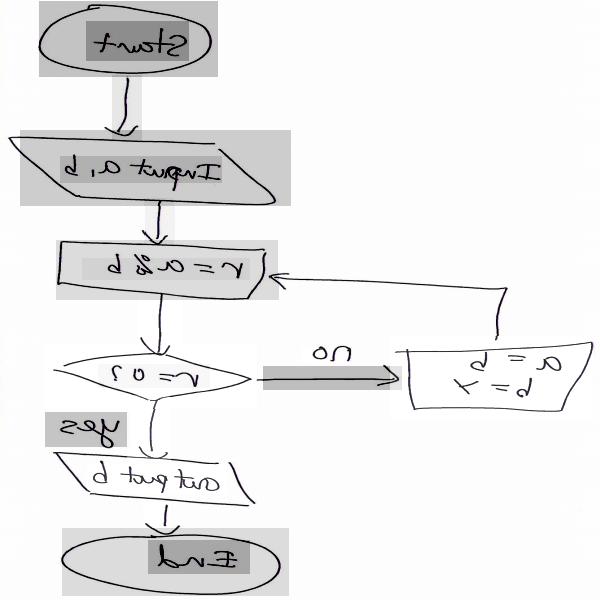 Start
Input a, b
r = a % b
r = 0?
no
a = b
b = r
yes
output b
End